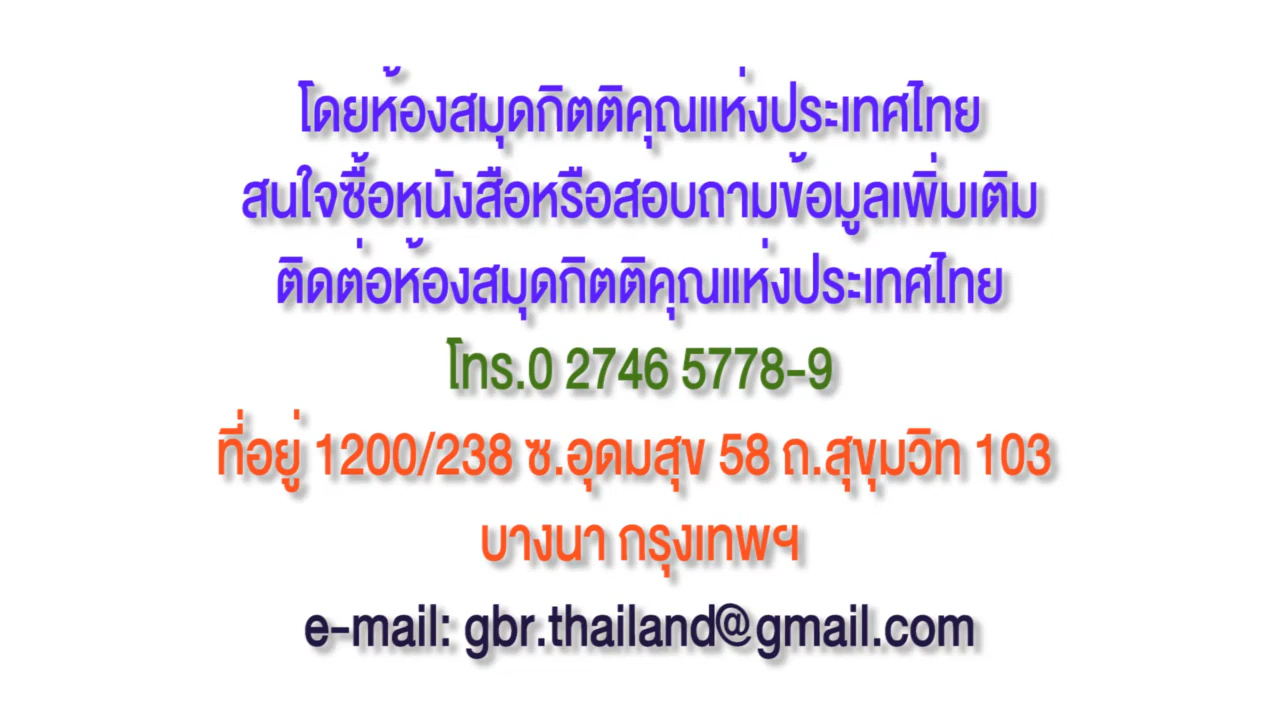 โดยห้องสมุดกิตติคุณแห่งประเทศไทย
สนใจซื้อหนังสือหรือสอบถามข้อมูลเพิ่มเติม
ติดต่อห้องสมุดกิตติคุณแห่งประเทศไทย
โทร.0 2746 5778-9
ที่อยู่ 1200/238 ซ.อุดมสุข 58 ถ.สุขุมวิท 103
บางนา กรุงเทพฯ
e-mail: gbr.thailand@gmail.com